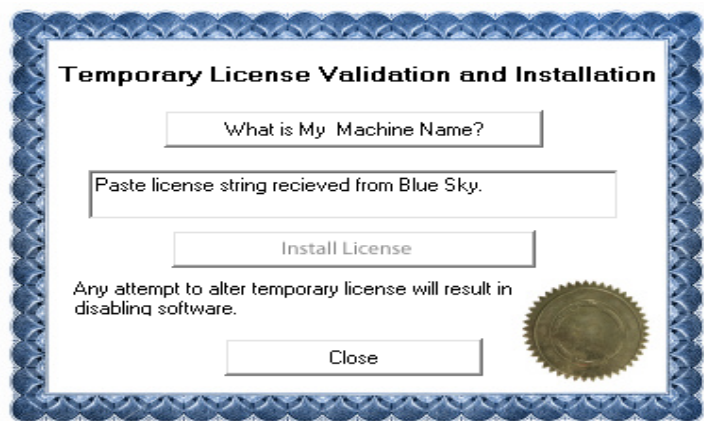 Temporary License Validation and Installation
What is My Machine Name?
Paste license string recieved from Blue Sky.
Install License
Any attempt to alter temporary license will result in
disabling software.
Close